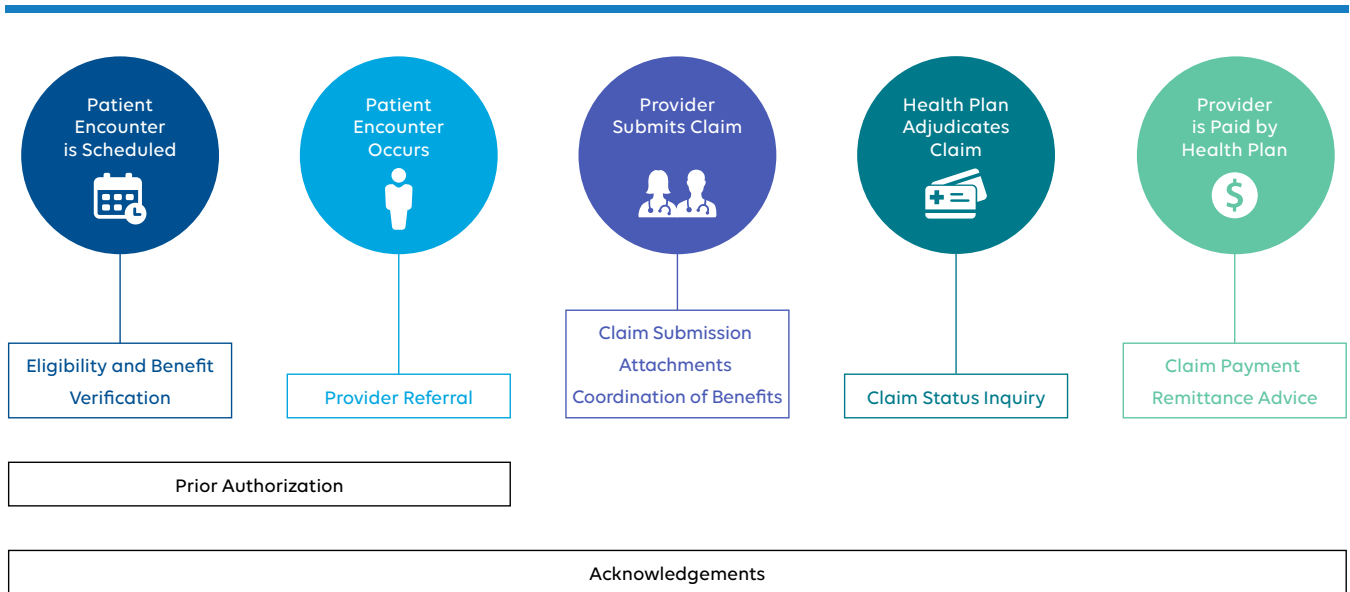 Patient
Encounter
is Scheduled
Patient
Encounter
Occurs
Provider
Submits Claim
Health Plan
Adjudicates
Claim
Provider
is Paid by
Health Plan
$
Eligibility and Benefit
Verification
Provider Referral
Claim Submission
Attachments
Coordination of Benefits
Claim Status Inquiry
Claim Payment
Remittance Advice
Prior Authorization
Acknowledgements